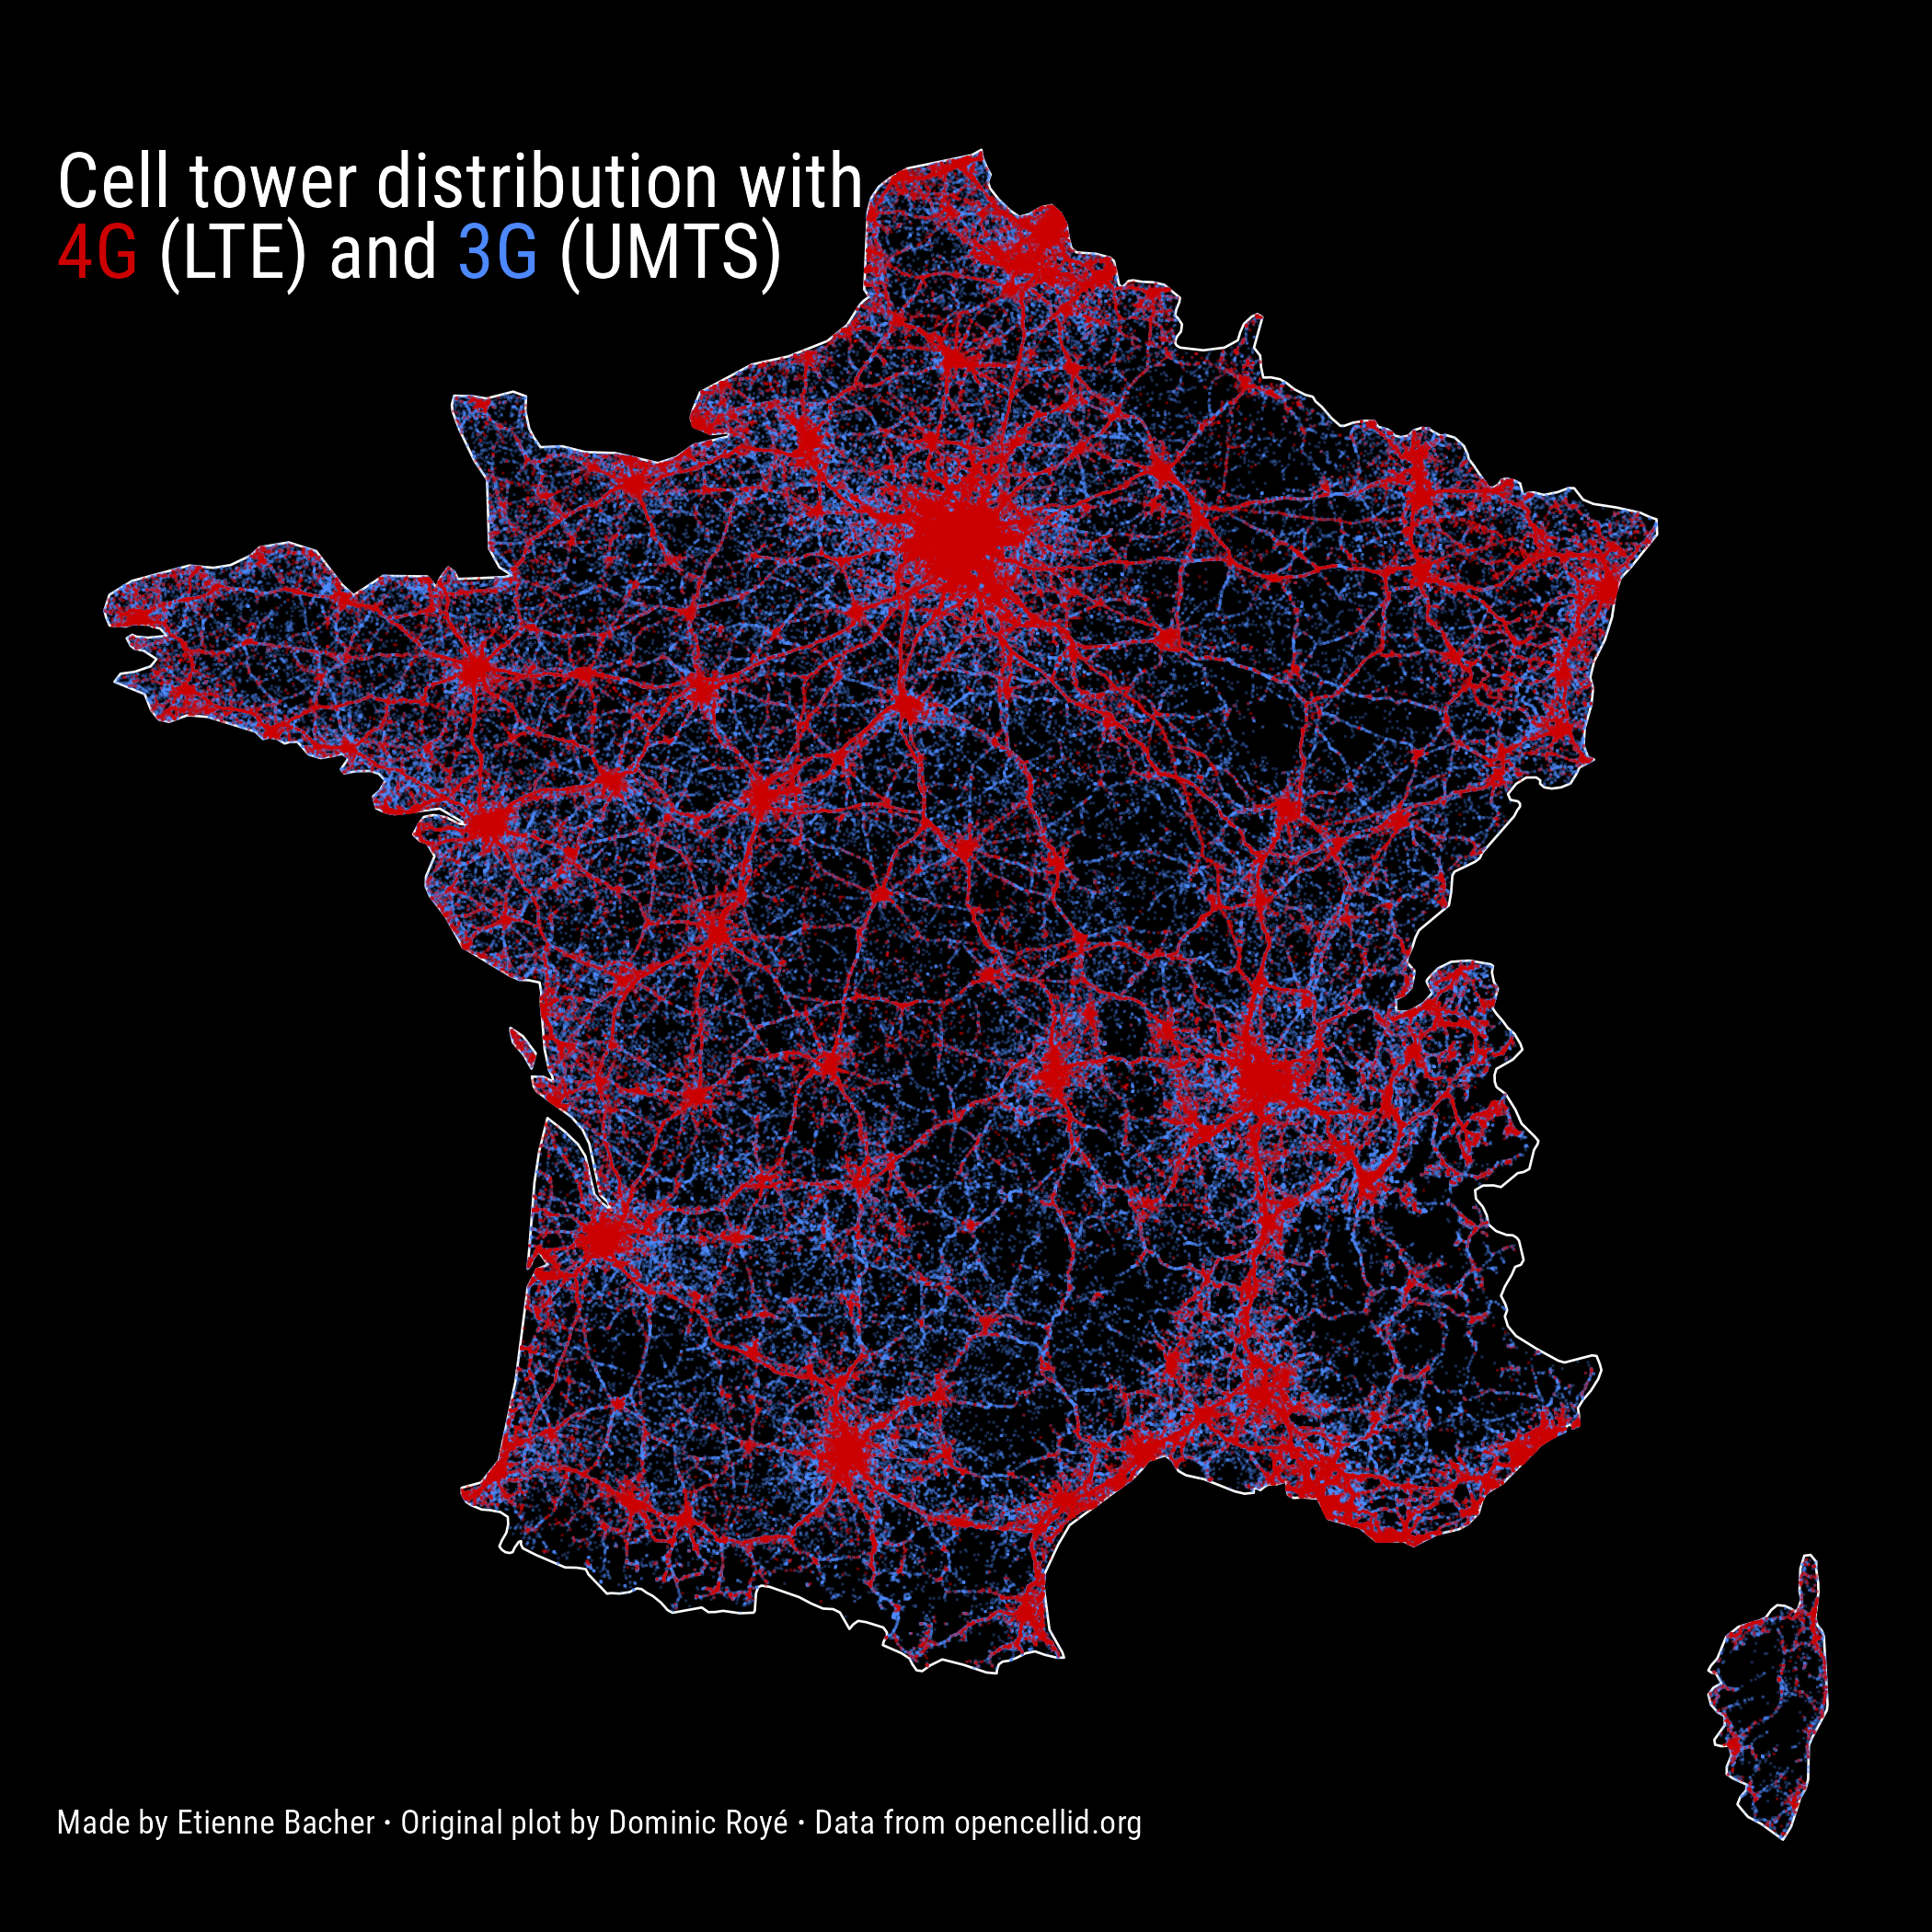 Cell tower distribution with
4G (LTE) and 3G (UMTS)
Made by Etienne Bacher • Original plot by Dominic Royé • Data from opencellid.org